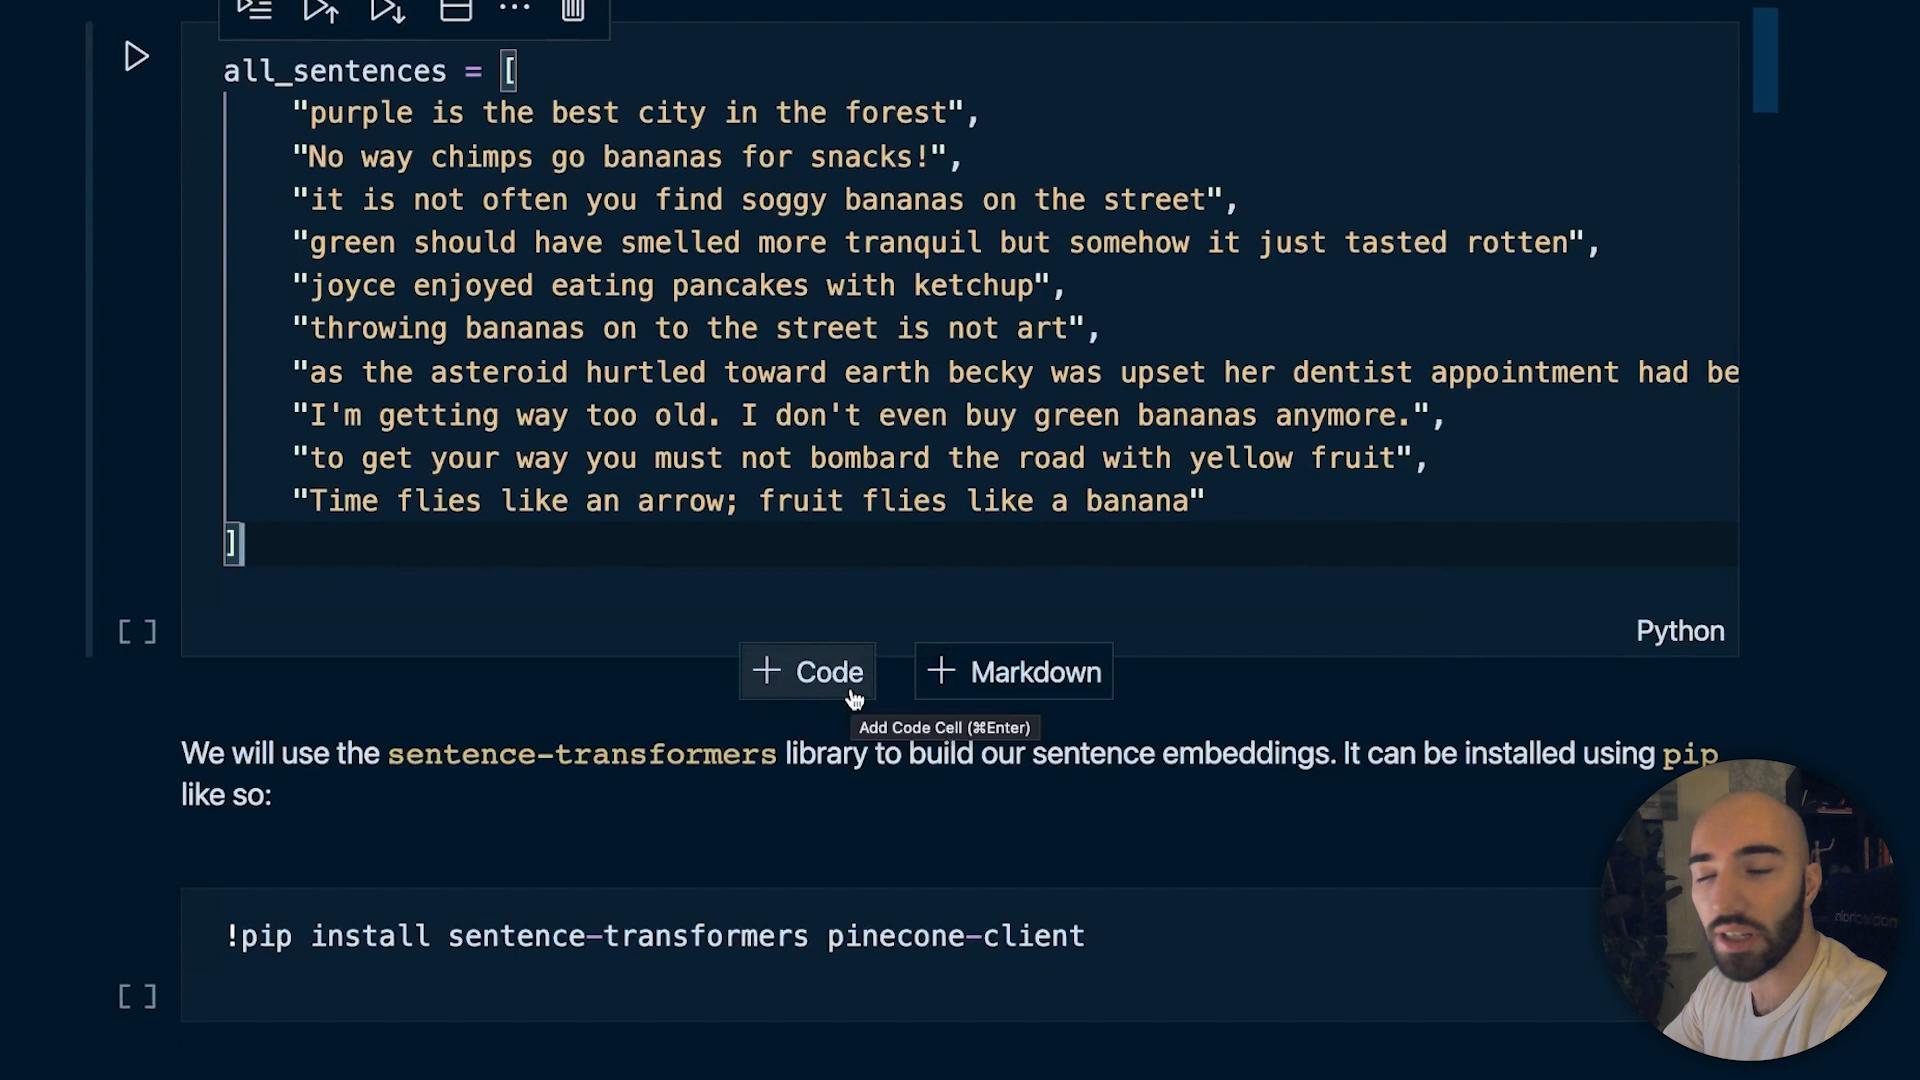 all_sentences = [
"purple is the best city in the forest",
"No way chimps go bananas for snacks!",
"it is not often you find soggy bananas on the street",
"green should have smelled more tranquil but somehow it just tasted rotten",
"joyce enjoyed eating pancakes with ketchup",
"throwing bananas on to the street is not art",
"as the asteroid hurtled toward earth becky was upset her dentist appointment had be
"I'm getting way too old. I don't even buy green bananas anymore.",
"to get your way you must not bombard the road with yellow fruit",
"Time flies like an arrow; fruit flies like a banana"
]
[ ]
Python
+ Code
+ Markdown
Add Code Cell (⌘Enter)
We will use the sentence-transformers library to build our sentence embeddings. It can be installed using pip
like so:
!pip install sentence-transformers pinecone-client
[ ]